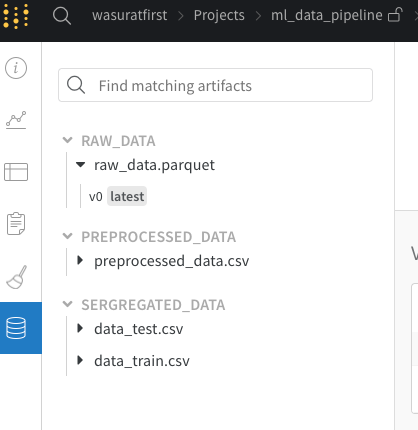 wasuratfirst > Projects > ml_data_pipeline
Find matching artifacts
RAW_DATA
raw_data.parquet
v0 latest
PREPROCESSED_DATA
preprocessed_data.csv
SERGREGATED_DATA
data_test.csv
data_train.csv